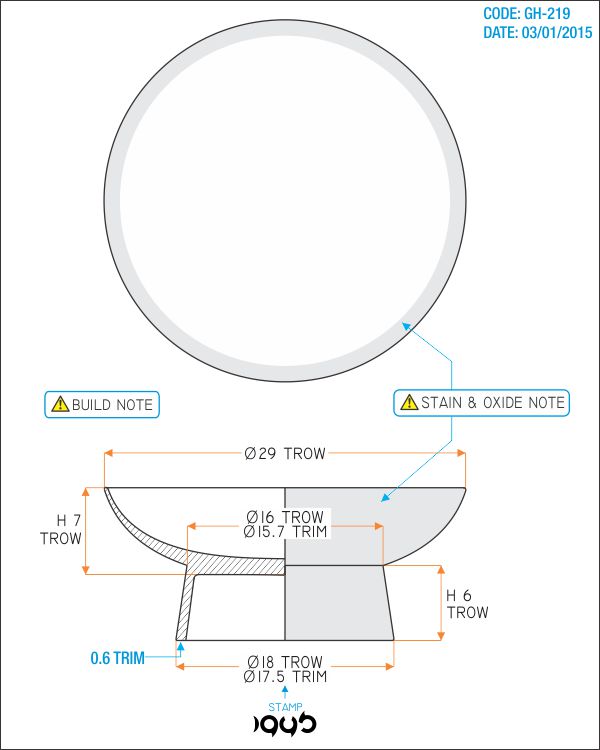 CODE: GH-219
DATE: 03/01/2015
BUILD NOTE
STAIN & OXIDE NOTE
Ø29 TROW
H 7
TROW
Ø16 TROW
Ø15.7 TRIM
H 6
TROW
0.6 TRIM
Ø18 TROW
Ø17.5 TRIM
STAMP